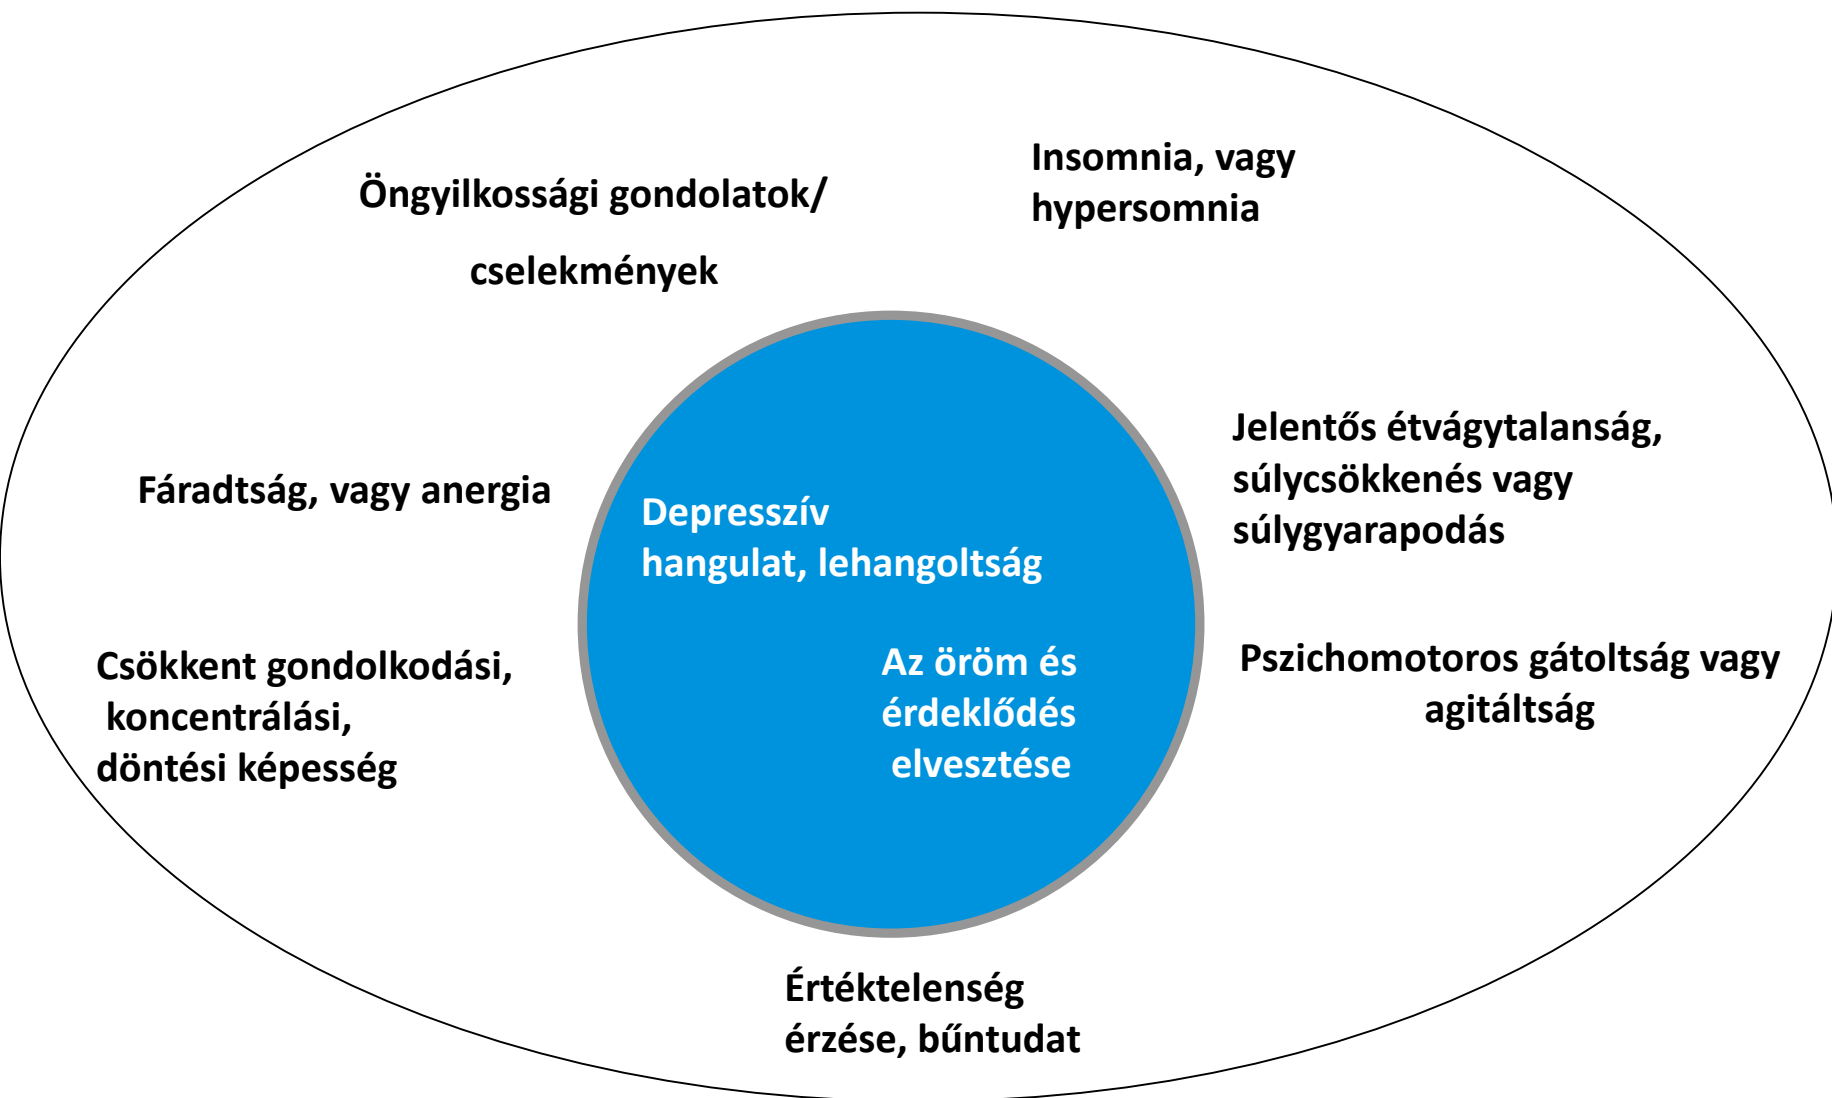 Öngyilkossági gondolatok/
cselekmények
Insomnia, vagy
hypersomnia
Fáradtság, vagy anergia
Depresszív
hangulat, lehangoltság
Jelentős étvágytalanság,
súlycsökkenés vagy
súlygyarapodás
Csökkent gondolkodási,
koncentrálási,
döntési képesség
Az öröm és
érdeklődés
elvesztése
Pszichomotoros gátoltság vagy
agitáltság
Értéktelenség
érzése, bűntudat